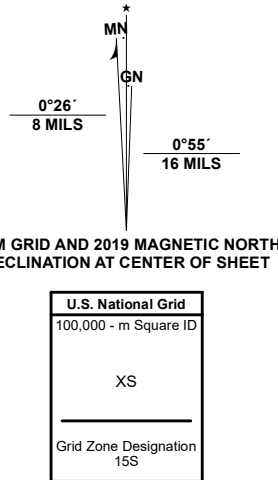 ★
MN
GN
0°26´
8 MILS
0°55´
16 MILS
M GRID AND 2019 MAGNETIC NORTH
ECLINATION AT CENTER OF SHEET
U.S. National Grid
100,000 - m Square ID
XS
Grid Zone Designation
15S